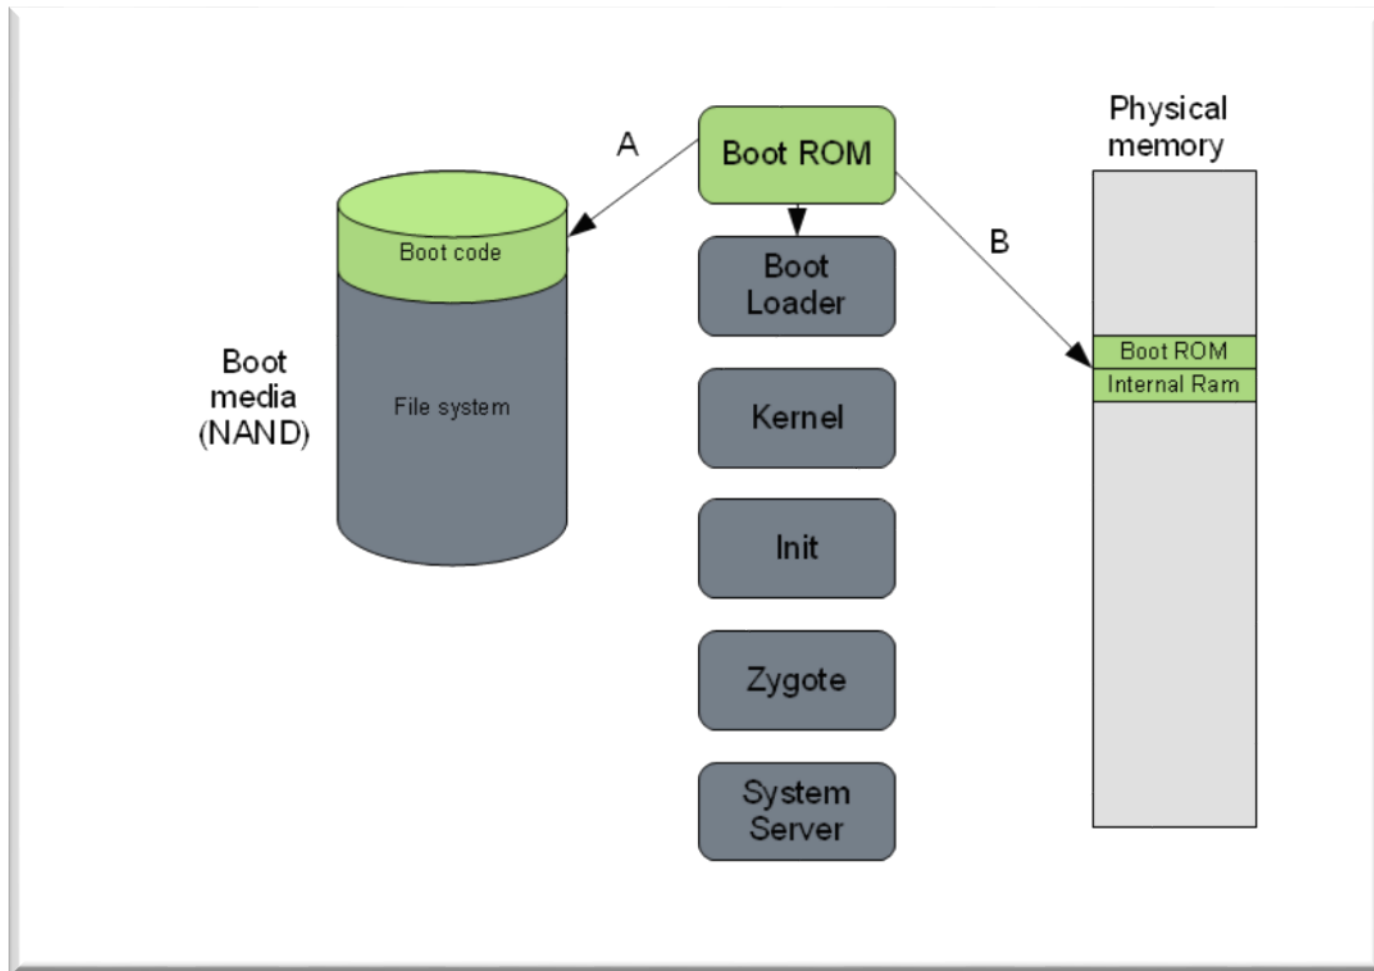 A
Boot ROM
Physical
memory
Boot code
B
Boot
Loader
Boot
media
(NAND)
File system
Boot ROM
Internal Ram
Kernel
Init
Zygote
System
Server